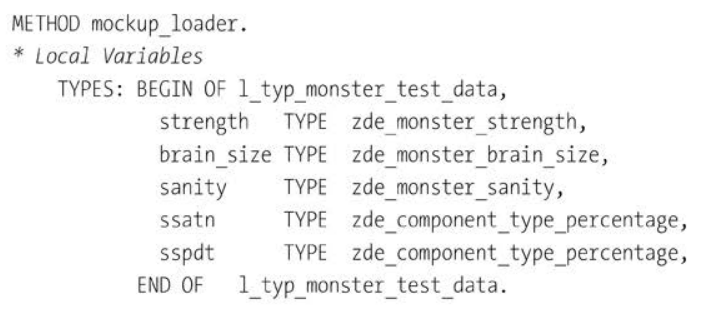 METHOD mockup_loader.
* Local Variables
TYPES: BEGIN OF l_typ_monster_test_data,
strength TYPE zde_monster_strength,
brain_size TYPE zde_monster_brain_size,
sanity TYPE zde_monster_sanity,
ssatn TYPE zde_component_type_percentage,
sspdt TYPE zde_component_type_percentage,
END OF l_typ_monster_test_data.